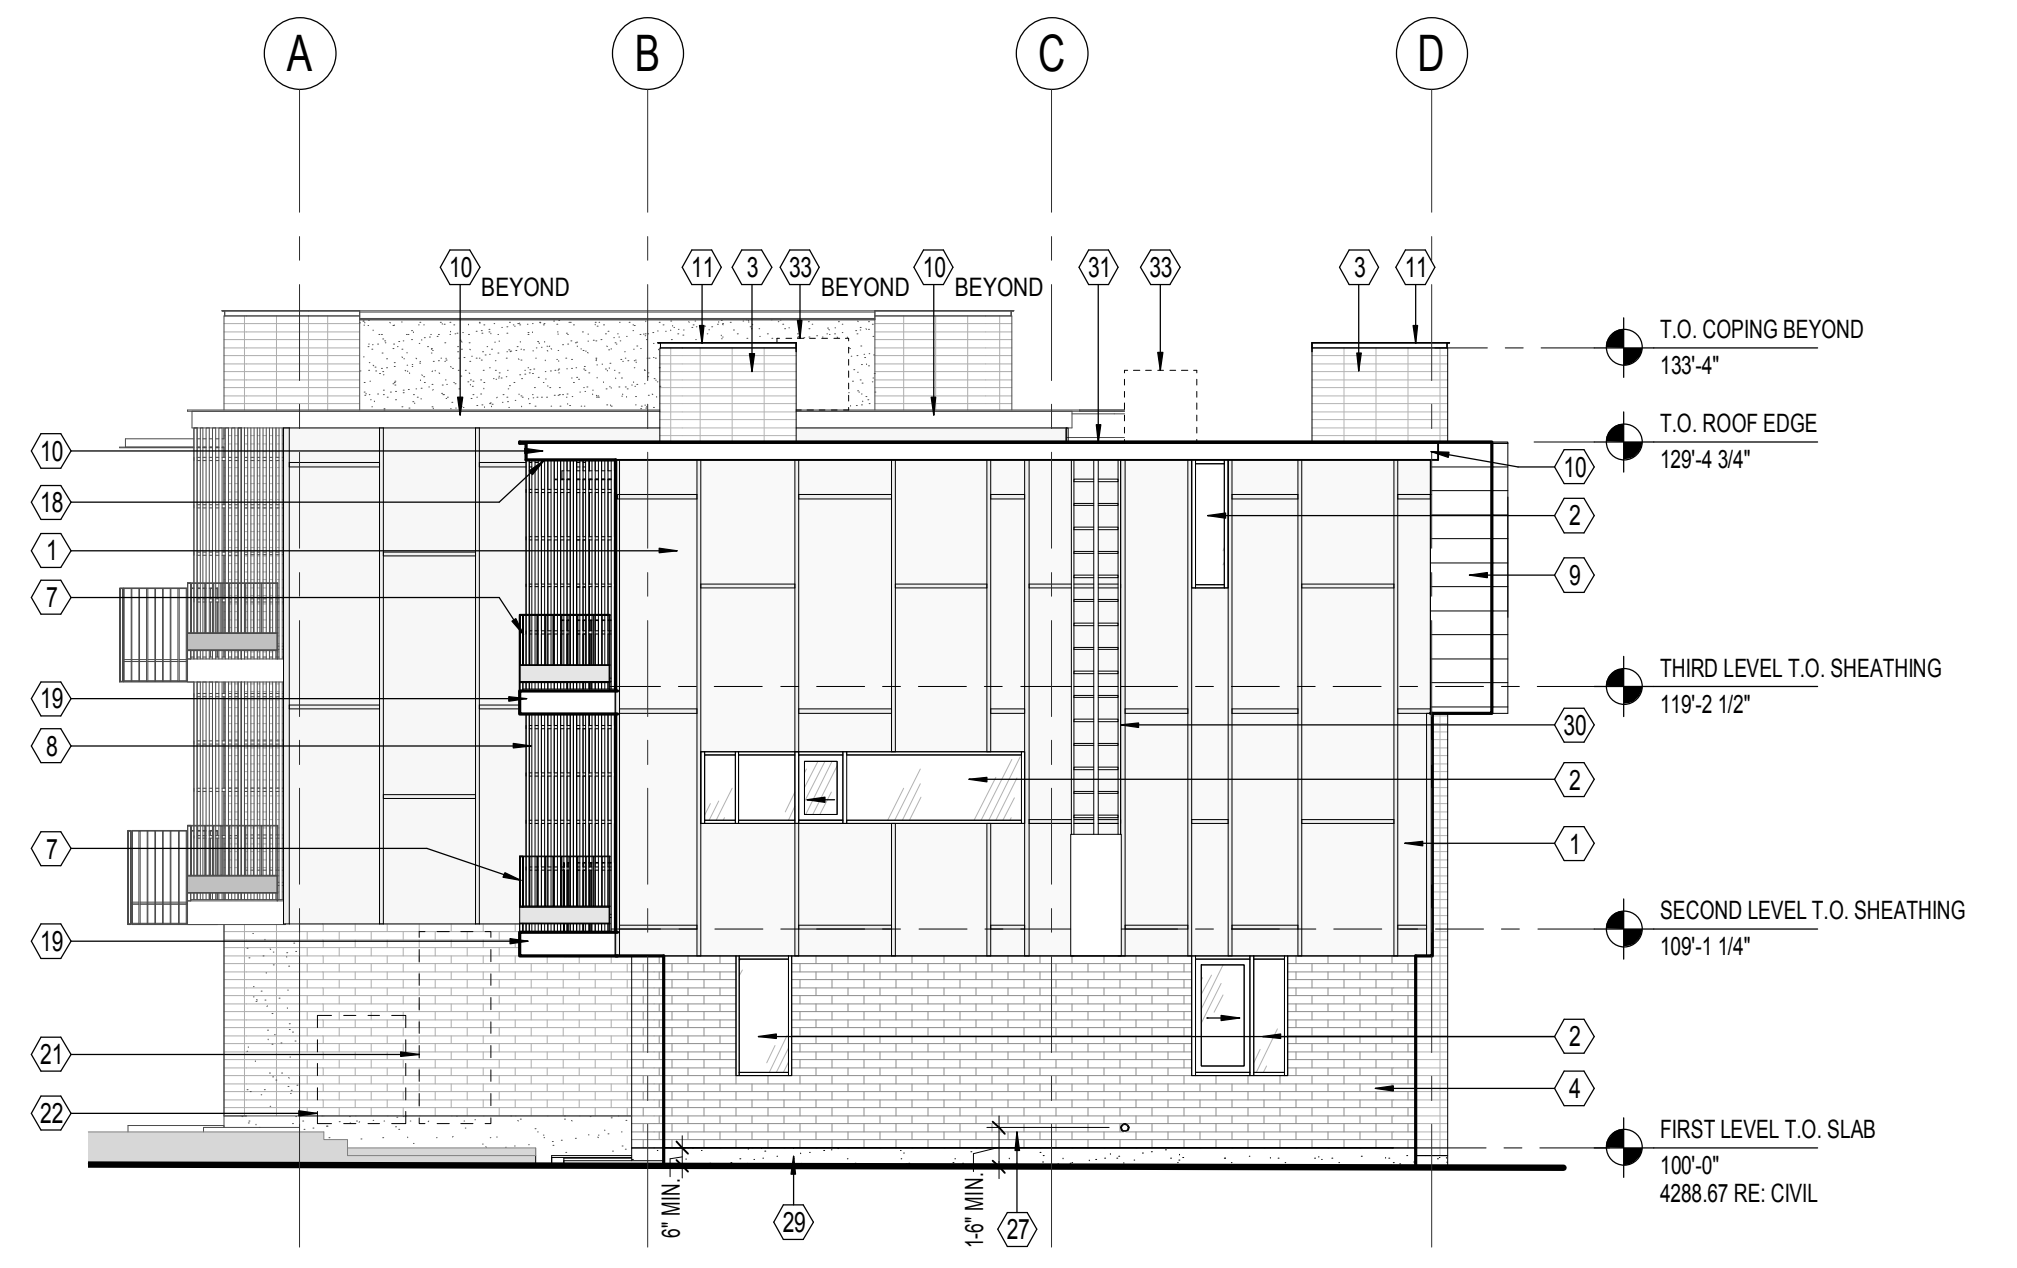 A B C D
10 BEYOND
11
3
33 BEYOND
10 BEYOND
31
33
3
11
T.O. COPING BEYOND
133'-4"
T.O. ROOF EDGE
129'-4 3/4"
10
18
1
7
19
8
7
19
21
22
10
2
9
THIRD LEVEL T.O. SHEATHING
119'-2 1/2"
30
2
1
SECOND LEVEL T.O. SHEATHING
109'-1 1/4"
2
4
FIRST LEVEL T.O. SLAB
100'-0"
4288.67 RE: CIVIL
6" MIN.
29
1-6" MIN.
27